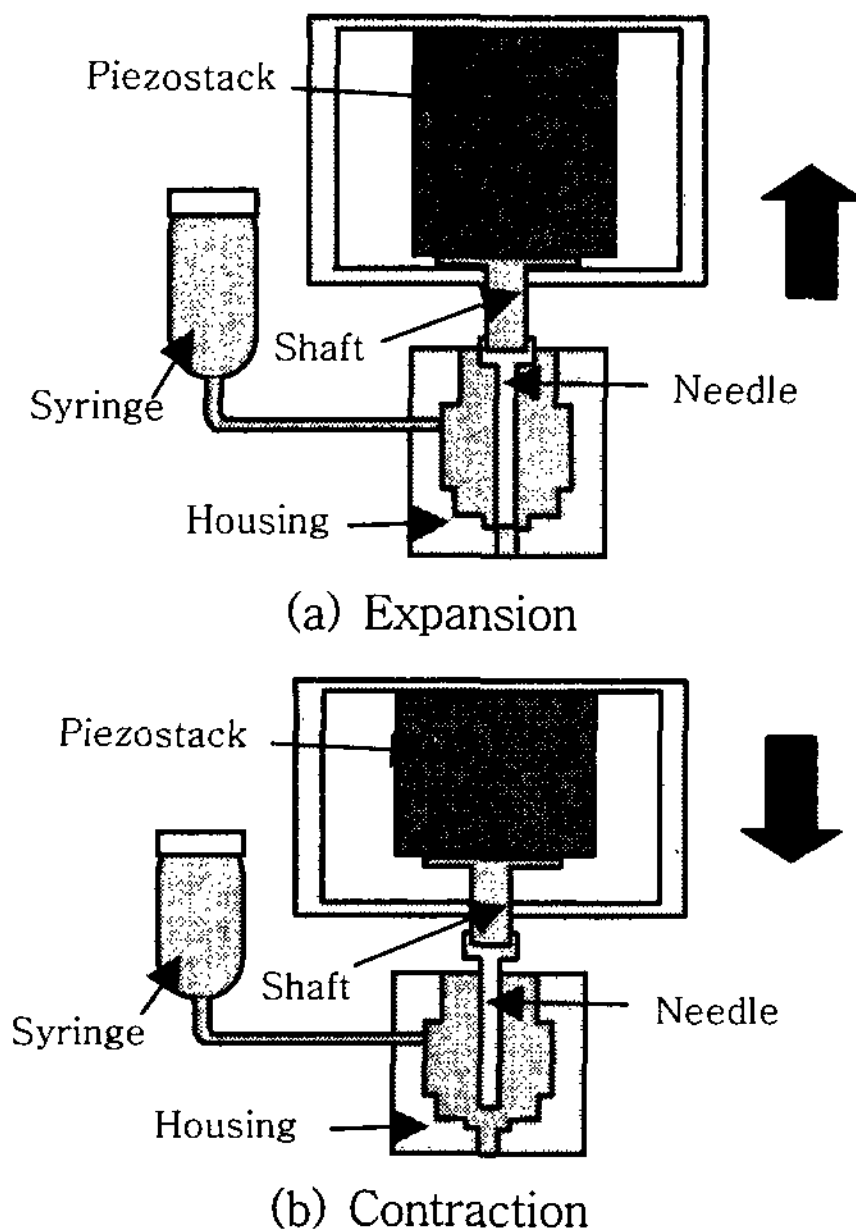 Piezostack
Shaft
Syringe
Needle
Housing
(a) Expansion
Piezostack
Shaft
Syringe
Needle
Housing
(b) Contraction